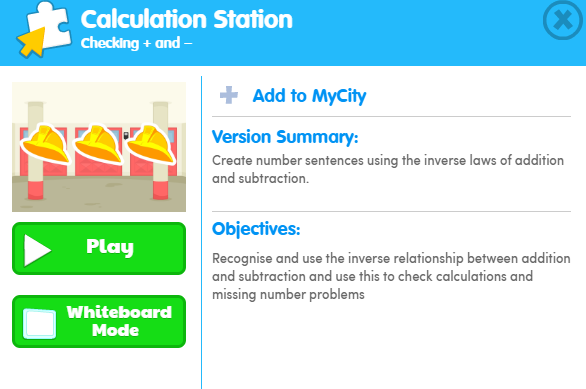 Calculation Station
Checking + and –
Add to MyCity
Version Summary:
Create number sentences using the inverse laws of addition
and subtraction.
Objectives:
Recognise and use the inverse relationship between addition
and subtraction and use this to check calculations and
missing number problems
Play
Whiteboard
Mode